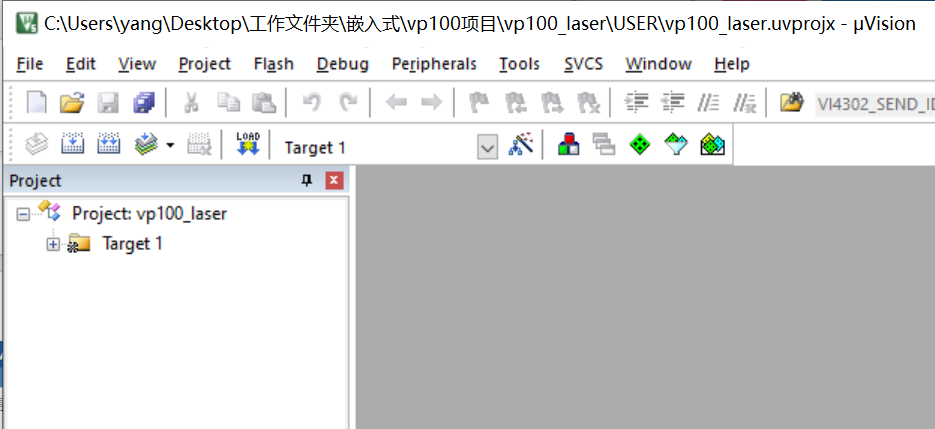 C:\Users\yang\Desktop\工作文件夹\嵌入式\vp100项目\vp100_laser\USER\vp100_laser.uvprojx - µVision
File Edit View Project Flash Debug Peripherals Tools SVCS Window Help
VI4302_SEND_ID
LOAD Target 1
Project
Project: vp100_laser
Target 1